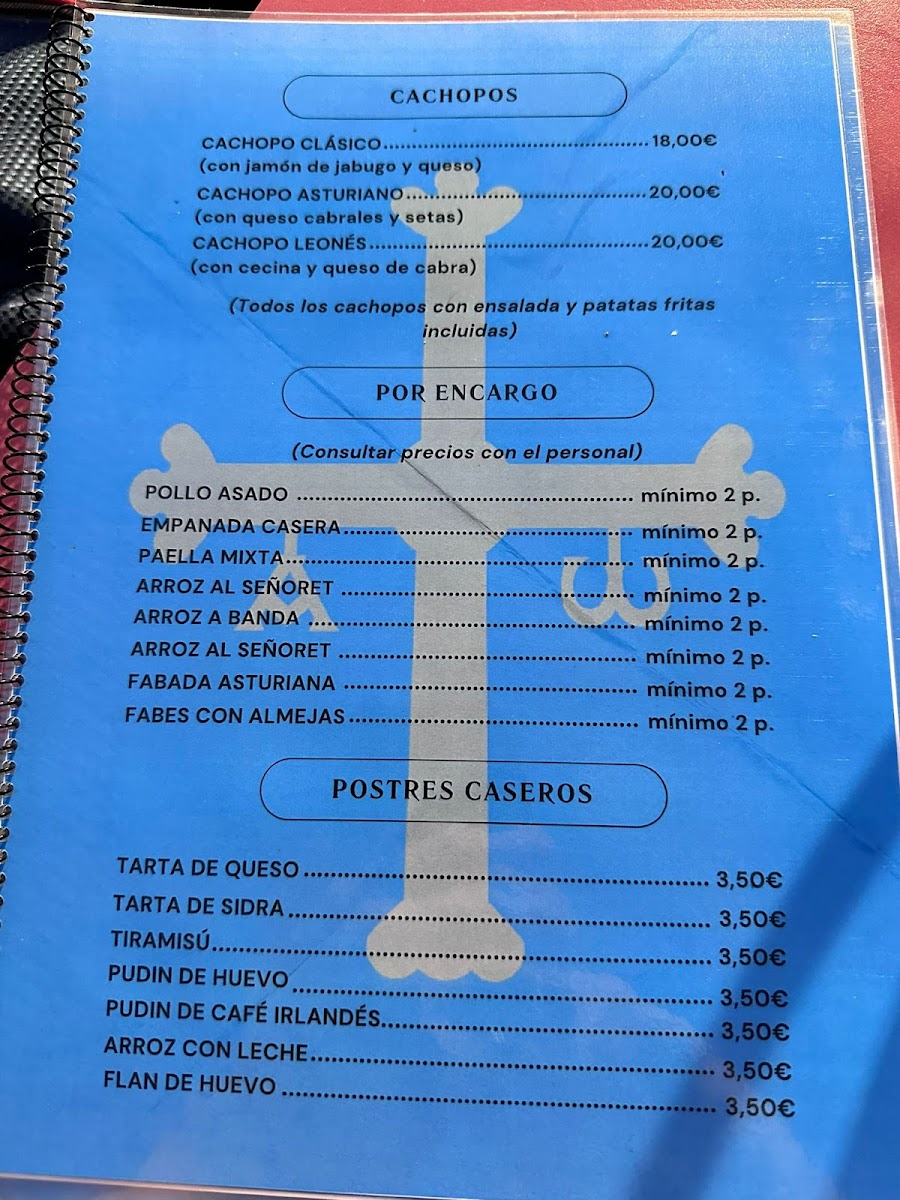 CACHOPOS
CACHOPO CLÁSICO................................................18,00€
(con jamón de jabugo y queso)
CACHOPO ASTURIANO...........................................20,00€
(con queso cabrales y setas)
CACHOPO LEONÉS..................................................20,00€
(con cecina y queso de cabra)
(Todos los cachopos con ensalada y patatas fritas
incluidas)
POR ENCARGO
(Consultar precios con el personal)
POLLO ASADO ........................................................ mínimo 2 p.
EMPANADA CASERA................................................ mínimo 2 p.
PAELLA MIXTA.......................................................... mínimo 2 p.
ARROZ AL SEÑORET ................................................. mínimo 2 p.
ARROZ A BANDA ...................................................... mínimo 2 p.
ARROZ AL SEÑORET ................................................. mínimo 2 p.
FABADA ASTURIANA ................................................ mínimo 2 p.
FABES CON ALMEJAS................................................ mínimo 2 p.
A ω
POSTRES CASEROS
TARTA DE QUESO............................................................ 3,50€
TARTA DE SIDRA.............................................................. 3,50€
TIRAMISÚ......................................................................... 3,50€
PUDIN DE HUEVO.............................................................. 3,50€
PUDIN DE CAFÉ IRLANDÉS................................................. 3,50€
ARROZ CON LECHE............................................................ 3,50€
FLAN DE HUEVO ................................................................ 3,50€